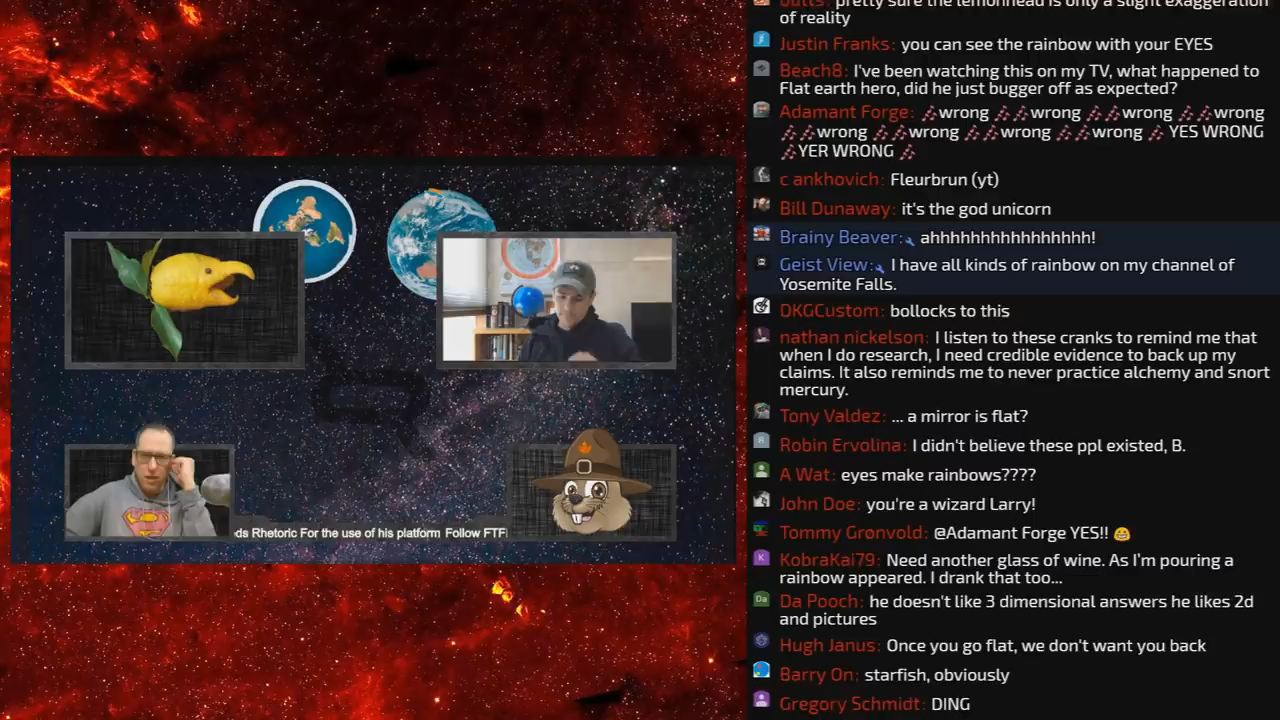 pretty sure the lemonhead is only a slight exaggeration
of reality
Justin Franks: you can see the rainbow with your EYES
Beach8: I've been watching this on my TV, what happened to
Flat earth hero, did he just bugger off as expected?
Adamant Forge: wrong wrong wrong wrong
wrong wrong wrong wrong YES WRONG
YER WRONG
c ankhovich: Fleurbrun (yt)
Bill Dunaway: it's the god unicorn
Brainy Beaver: ahhhhhhhhhhhhhhhh!
Geist View: I have all kinds of rainbow on my channel of
Yosemite Falls.
DKGCustom: bollocks to this
nathan nickelson: I listen to these cranks to remind me that
when I do research, I need credible evidence to back up my
claims. It also reminds me to never practice alchemy and snort
mercury.
Tony Valdez: ... a mirror is flat?
Robin Ervolina: I didn't believe these ppl existed, B.
A Wat: eyes make rainbows????
John Doe: you're a wizard Larry!
Tommy Gronvold: @Adamant Forge YES!! 😂
KobraKai79: Need another glass of wine. As I'm pouring a
rainbow appeared. I drank that too...
Da Pooch: he doesn't like 3 dimensional answers he likes 2d
and pictures
Hugh Janus: Once you go flat, we don't want you back
Barry On: starfish, obviously
Gregory Schmidt: DING
ds Rhetoric For the use of his platform Follow FTF